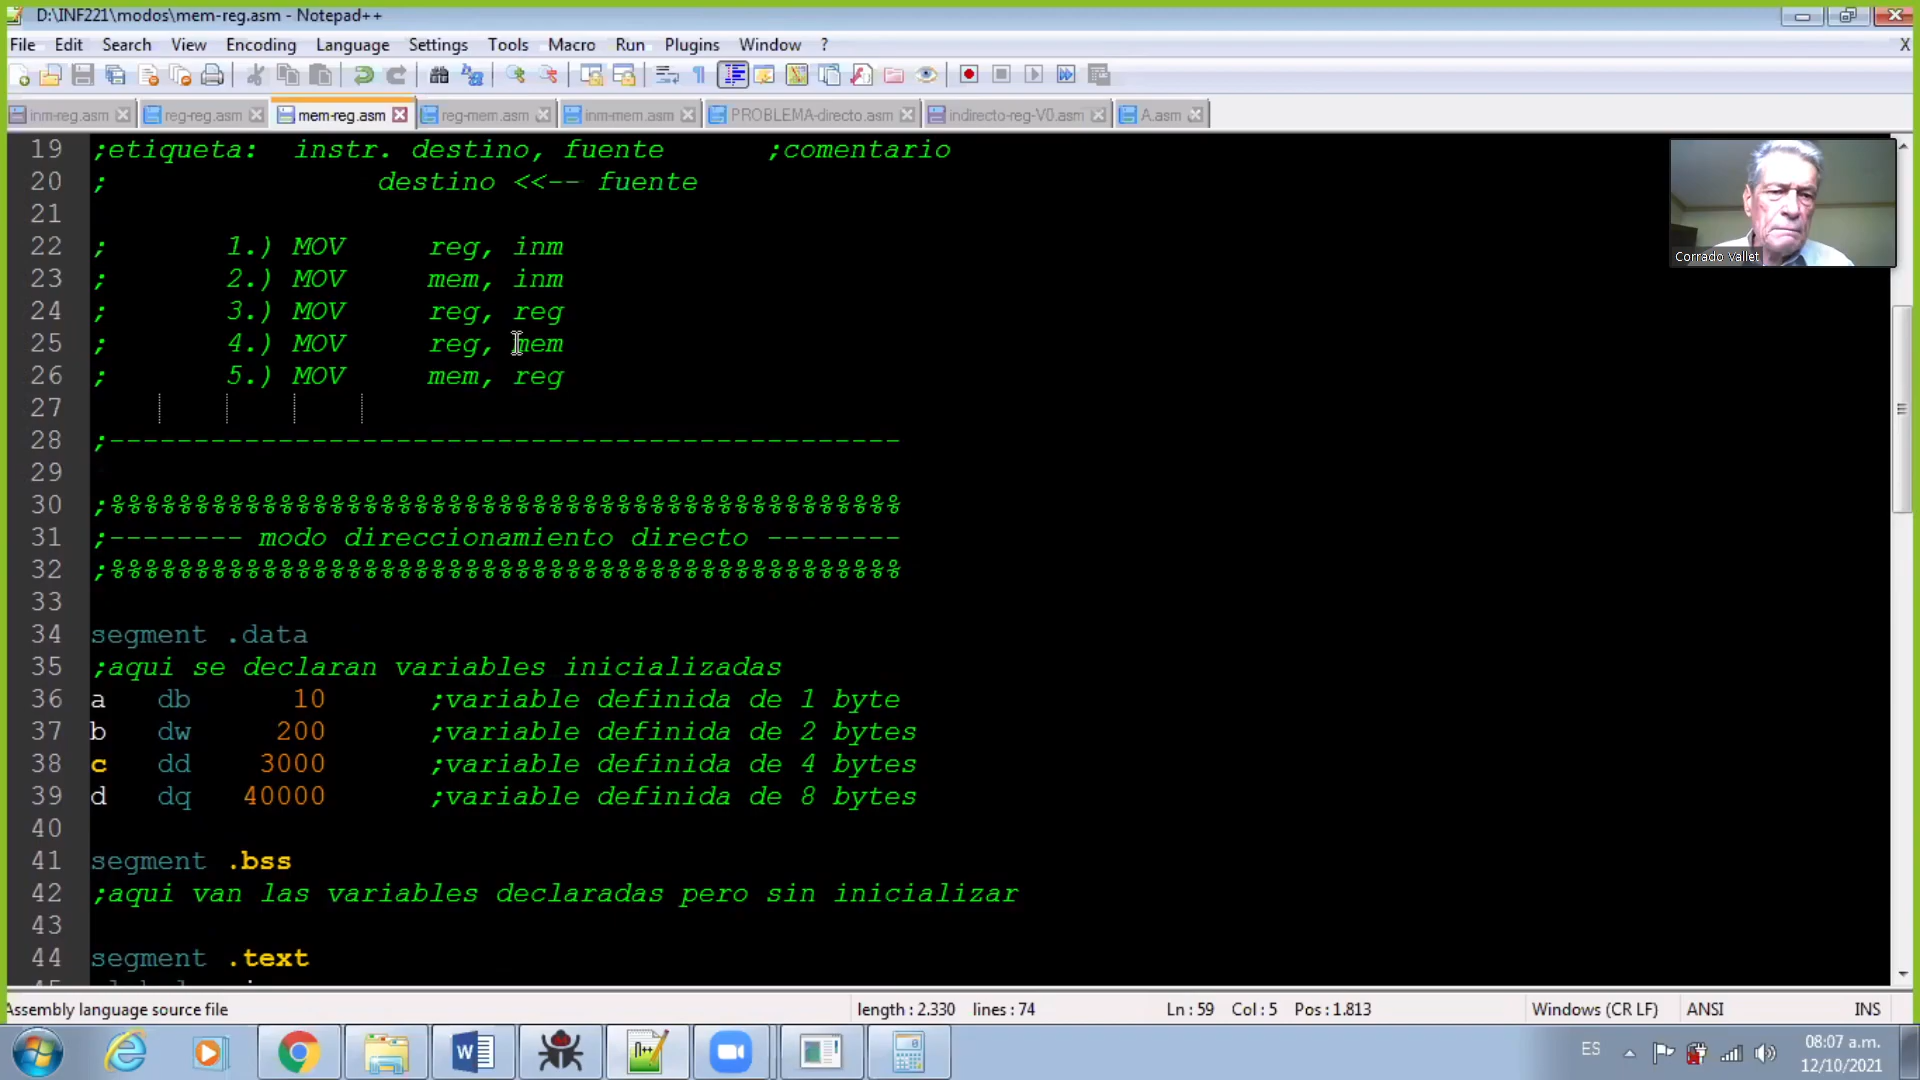 D:\INF221\modos\mem-reg.asm - Notepad++
File Edit Search View Encoding Language Settings Tools Macro Run Plugins Window ? X
inm-reg.asm reg-reg.asm mem-reg.asm reg-mem.asm inm-mem.asm PROBLEMA-directo.asm indirecto-reg-V0.asm A.asm
19 ;etiqueta: instr. destino, fuente ;comentario
20 ; destino <<-- fuente
21
22 ; 1.) MOV reg, inm
23 ; 2.) MOV mem, inm
24 ; 3.) MOV reg, reg
25 ; 4.) MOV reg, mem
26 ; 5.) MOV mem, reg
27
28 ;-----------------------------------------------
29
30 ;%%%%%%%%%%%%%%%%%%%%%%%%%%%%%%%%%%%%%%%%%%%%%%%
31 ;-------- modo direccionamiento directo --------
32 ;%%%%%%%%%%%%%%%%%%%%%%%%%%%%%%%%%%%%%%%%%%%%%%%
33
34 segment .data
35 ;aqui se declaran variables inicializadas
36 a db 10 ;variable definida de 1 byte
37 b dw 200 ;variable definida de 2 bytes
38 c dd 3000 ;variable definida de 4 bytes
39 d dq 40000 ;variable definida de 8 bytes
40
41 segment .bss
42 ;aqui van las variables declaradas pero sin inicializar
43
44 segment .text
Corrado Vallet
Assembly language source file length : 2.330 lines : 74 Ln : 59 Col : 5 Pos : 1.813 Windows (CR LF) ANSI INS
ES
08:07 a.m.
12/10/2021